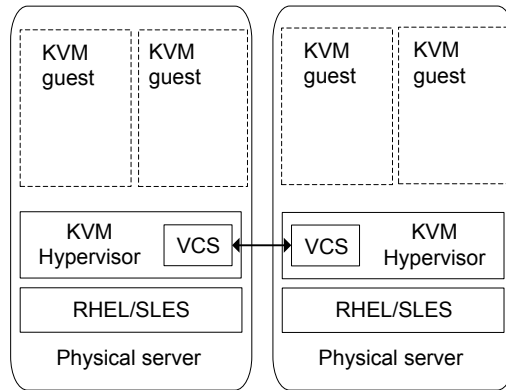 KVM
guest
KVM
guest
KVM
Hypervisor
VCS
RHEL/SLES
Physical server
KVM
guest
KVM
guest
VCS
KVM
Hypervisor
RHEL/SLES
Physical server